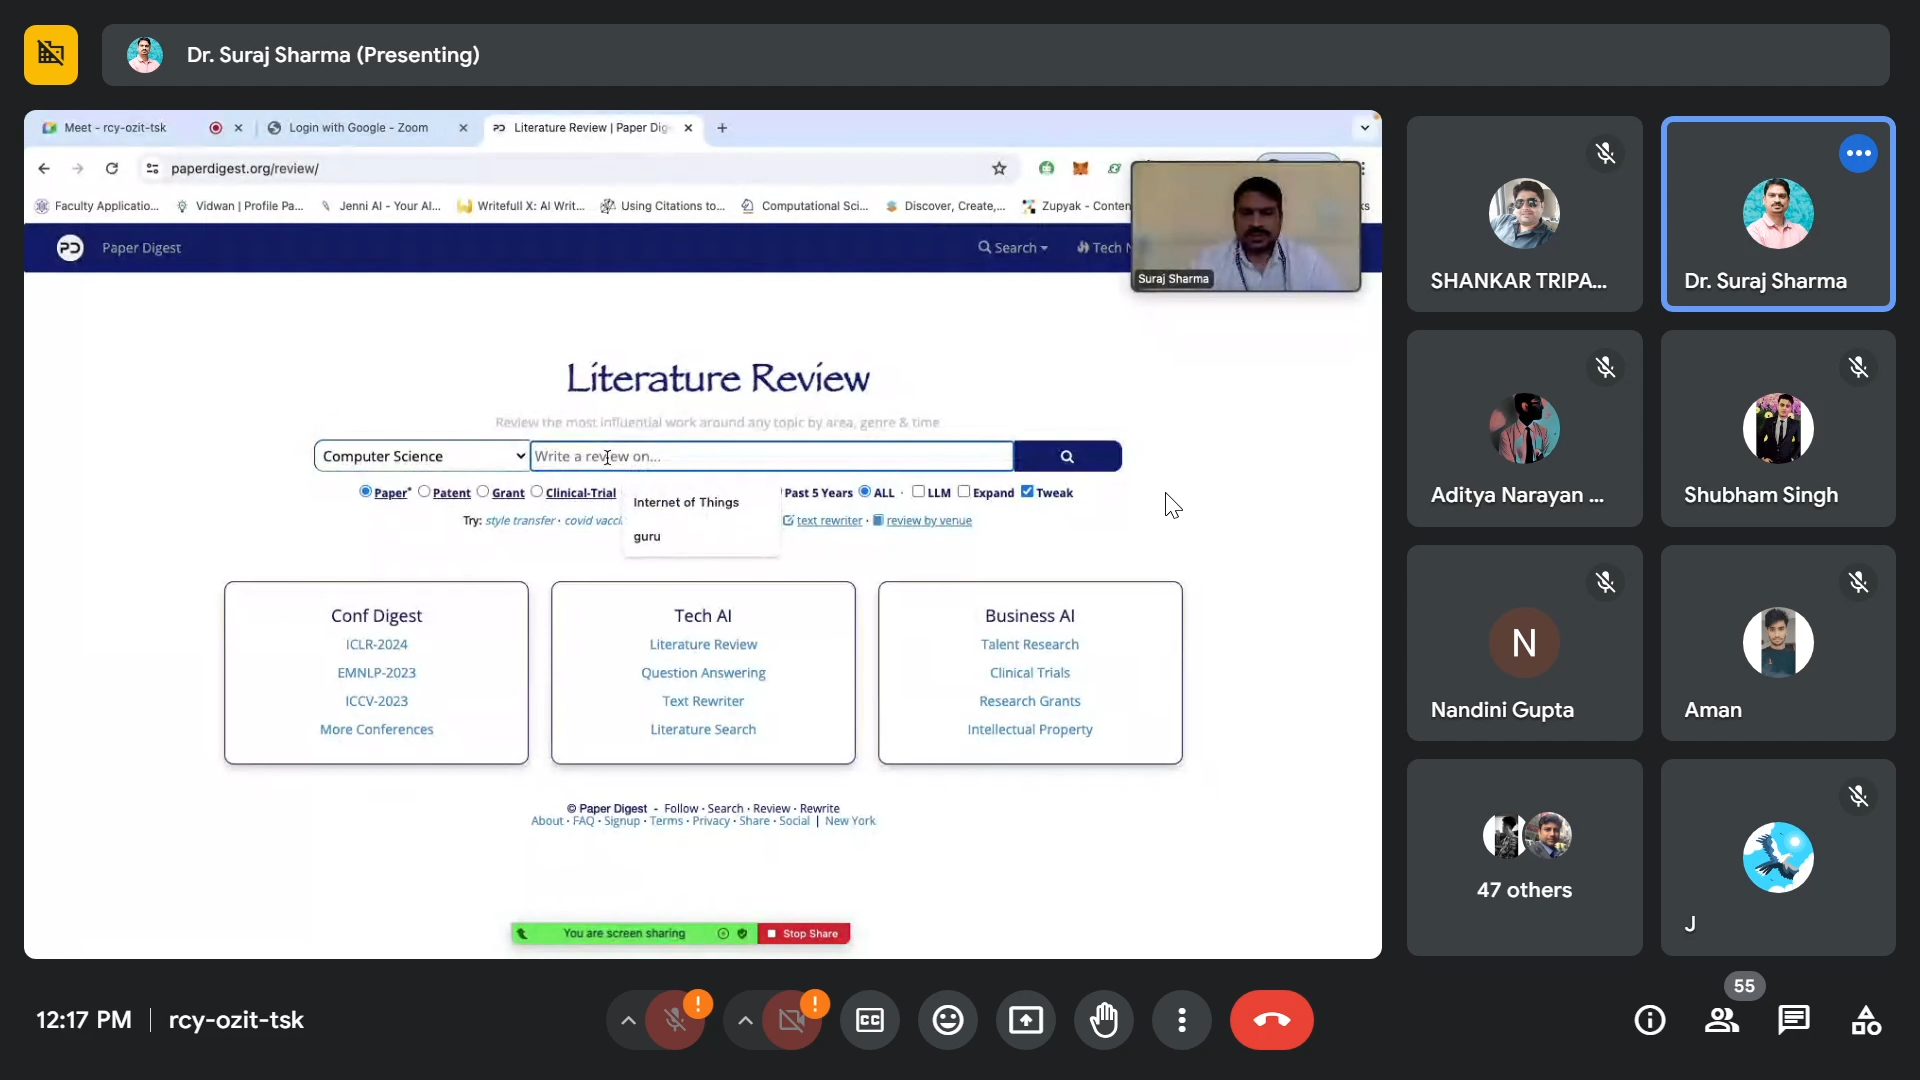 Dr. Suraj Sharma (Presenting)
Meet - rcy-ozit-tsk
Login with Google - Zoom
PD Literature Review | Paper Dig
paperdigest.org/review/
Faculty Applicatio...
Vidwan | Profile Pa...
Jenni AI - Your AI...
Writefull X: AI Writ...
Using Citations to...
Computational Sci...
Discover, Create,...
Zupyak - Conten
ks
PD
Paper Digest
Search
Tech N
Suraj Sharma
Literature Review
Review the most influential work around any topic by area, genre & time
Computer Science
Write a review on...
Paper* Patent Grant Clinical-Trial
Past 5 Years ALL · LLM Expand Tweak
Internet of Things
Try: style transfer · covid vacci
text rewriter · review by venue
guru
Conf Digest
ICLR-2024
EMNLP-2023
ICCV-2023
More Conferences
Tech AI
Literature Review
Question Answering
Text Rewriter
Literature Search
Business AI
Talent Research
Clinical Trials
Research Grants
Intellectual Property
© Paper Digest - Follow · Search · Review · Rewrite
About · FAQ · Signup · Terms · Privacy · Share · Social | New York
You are screen sharing
Stop Share
SHANKAR TRIPA...
Dr. Suraj Sharma
Aditya Narayan ...
Shubham Singh
N
Nandini Gupta
Aman
47 others
J
12:17 PM | rcy-ozit-tsk
!
!
CC
55